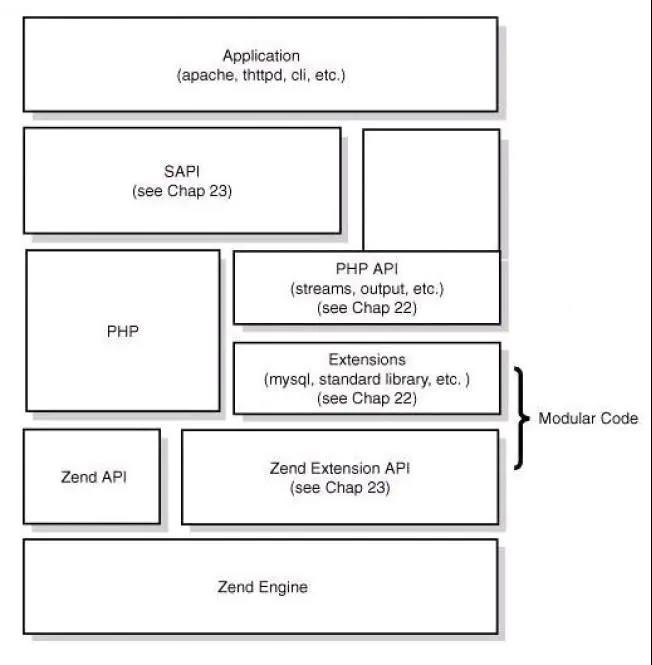 Application
(apache, thttpd, cli, etc.)
SAPI
(see Chap 23)
PHP API
(streams, output, etc.)
(see Chap 22)
PHP
Extensions
(mysql, standard library, etc. )
(see Chap 22)
Modular Code
Zend API
Zend Extension API
(see Chap 23)
Zend Engine